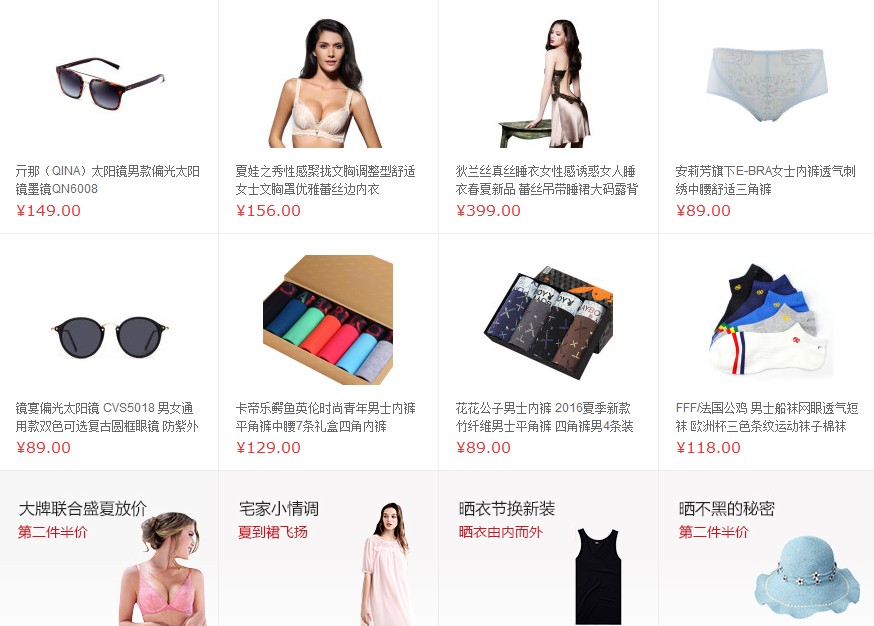 亓那（QINA）太阳镜男款偏光太阳
镜墨镜QN6008
¥149.00
夏娃之秀性感聚拢文胸调整型舒适
女士文胸罩优雅蕾丝边内衣
¥156.00
狄兰丝真丝睡衣女性感诱惑女人睡
衣春夏新品 蕾丝吊带睡裙大码露背
¥399.00
安莉芳旗下E-BRA女士内裤透气刺
绣中腰舒适三角裤
¥89.00
镜宴偏光太阳镜 CVS5018 男女通
用款双色可选复古圆框眼镜 防紫外
¥89.00
卡帝乐鳄鱼英伦时尚青年男士内裤
平角裤中腰7条礼盒四角内裤
¥129.00
花花公子男士内裤 2016夏季新款
竹纤维男士平角裤 四角裤男4条装
¥89.00
FFF/法国公鸡 男士船袜网眼透气短
袜 欧洲杯三色条纹运动袜子棉袜
¥118.00
大牌联合盛夏放价
第二件半价
宅家小情调
夏到裙飞扬
晒衣节换新装
晒衣由内而外
晒不黑的秘密
第二件半价